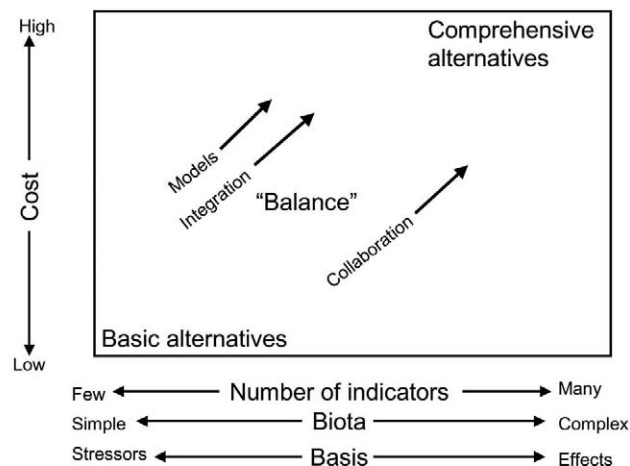 High
Comprehensive
alternatives
Models
Integration
"Balance"
Collaboration
Cost
Basic alternatives
Low
Few Number of indicators Many
Simple Biota Complex
Stressors Basis Effects